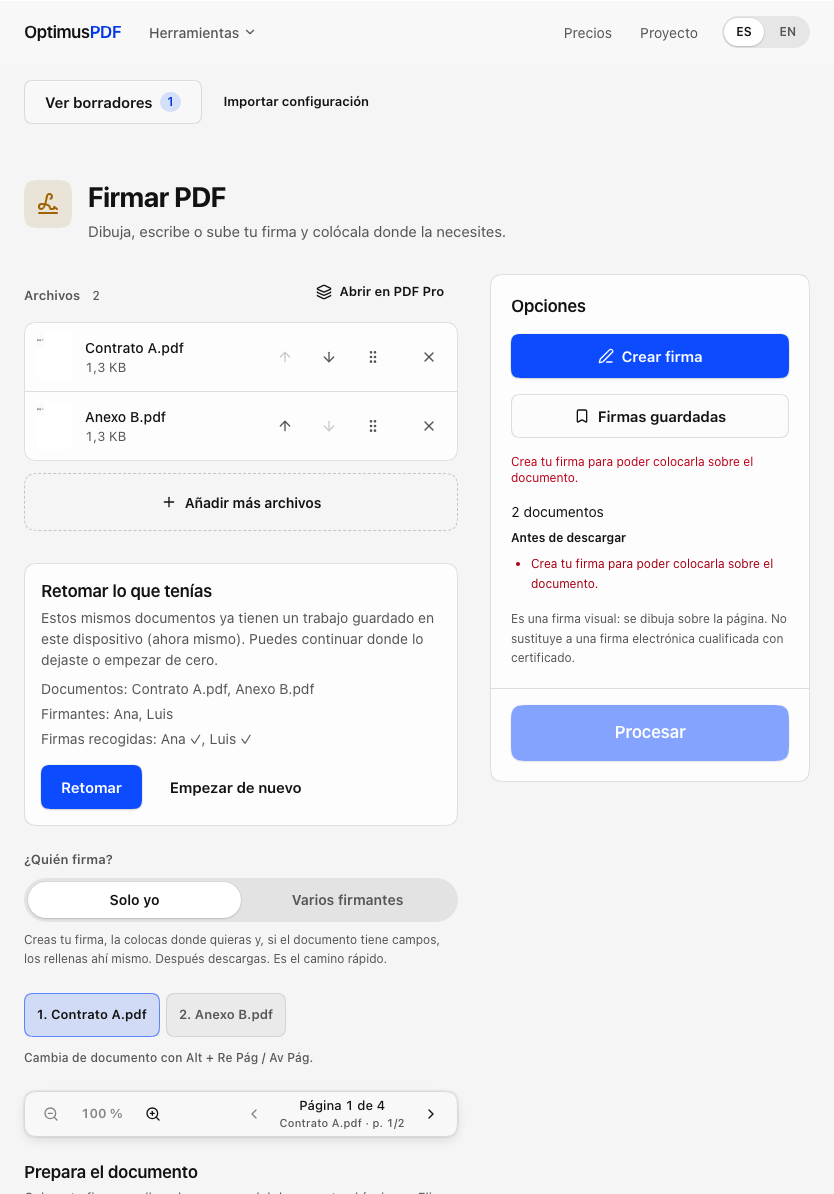 OptimusPDF
Herramientas
Precios
Proyecto
ES
EN
Ver borradores 1
Importar configuración
Firmar PDF
Dibuja, escribe o sube tu firma y colócala donde la necesites.
Archivos 2
Abrir en PDF Pro
Contrato A.pdf
1,3 KB
Anexo B.pdf
1,3 KB
+ Añadir más archivos
Retomar lo que tenías
Estos mismos documentos ya tienen un trabajo guardado en
este dispositivo (ahora mismo). Puedes continuar donde lo
dejaste o empezar de cero.
Documentos: Contrato A.pdf, Anexo B.pdf
Firmantes: Ana, Luis
Firmas recogidas: Ana ✓, Luis ✓
Retomar
Empezar de nuevo
¿Quién firma?
Solo yo
Varios firmantes
Creas tu firma, la colocas donde quieras y, si el documento tiene campos,
los rellenas ahí mismo. Después descargas. Es el camino rápido.
1. Contrato A.pdf
2. Anexo B.pdf
Cambia de documento con Alt + Re Pág / Av Pág.
100 %
Página 1 de 4
Contrato A.pdf · p. 1/2
Prepara el documento
Opciones
Crear firma
Firmas guardadas
Crea tu firma para poder colocarla sobre el
documento.
2 documentos
Antes de descargar
• Crea tu firma para poder colocarla sobre el
documento.
Es una firma visual: se dibuja sobre la página. No
sustituye a una firma electrónica cualificada con
certificado.
Procesar